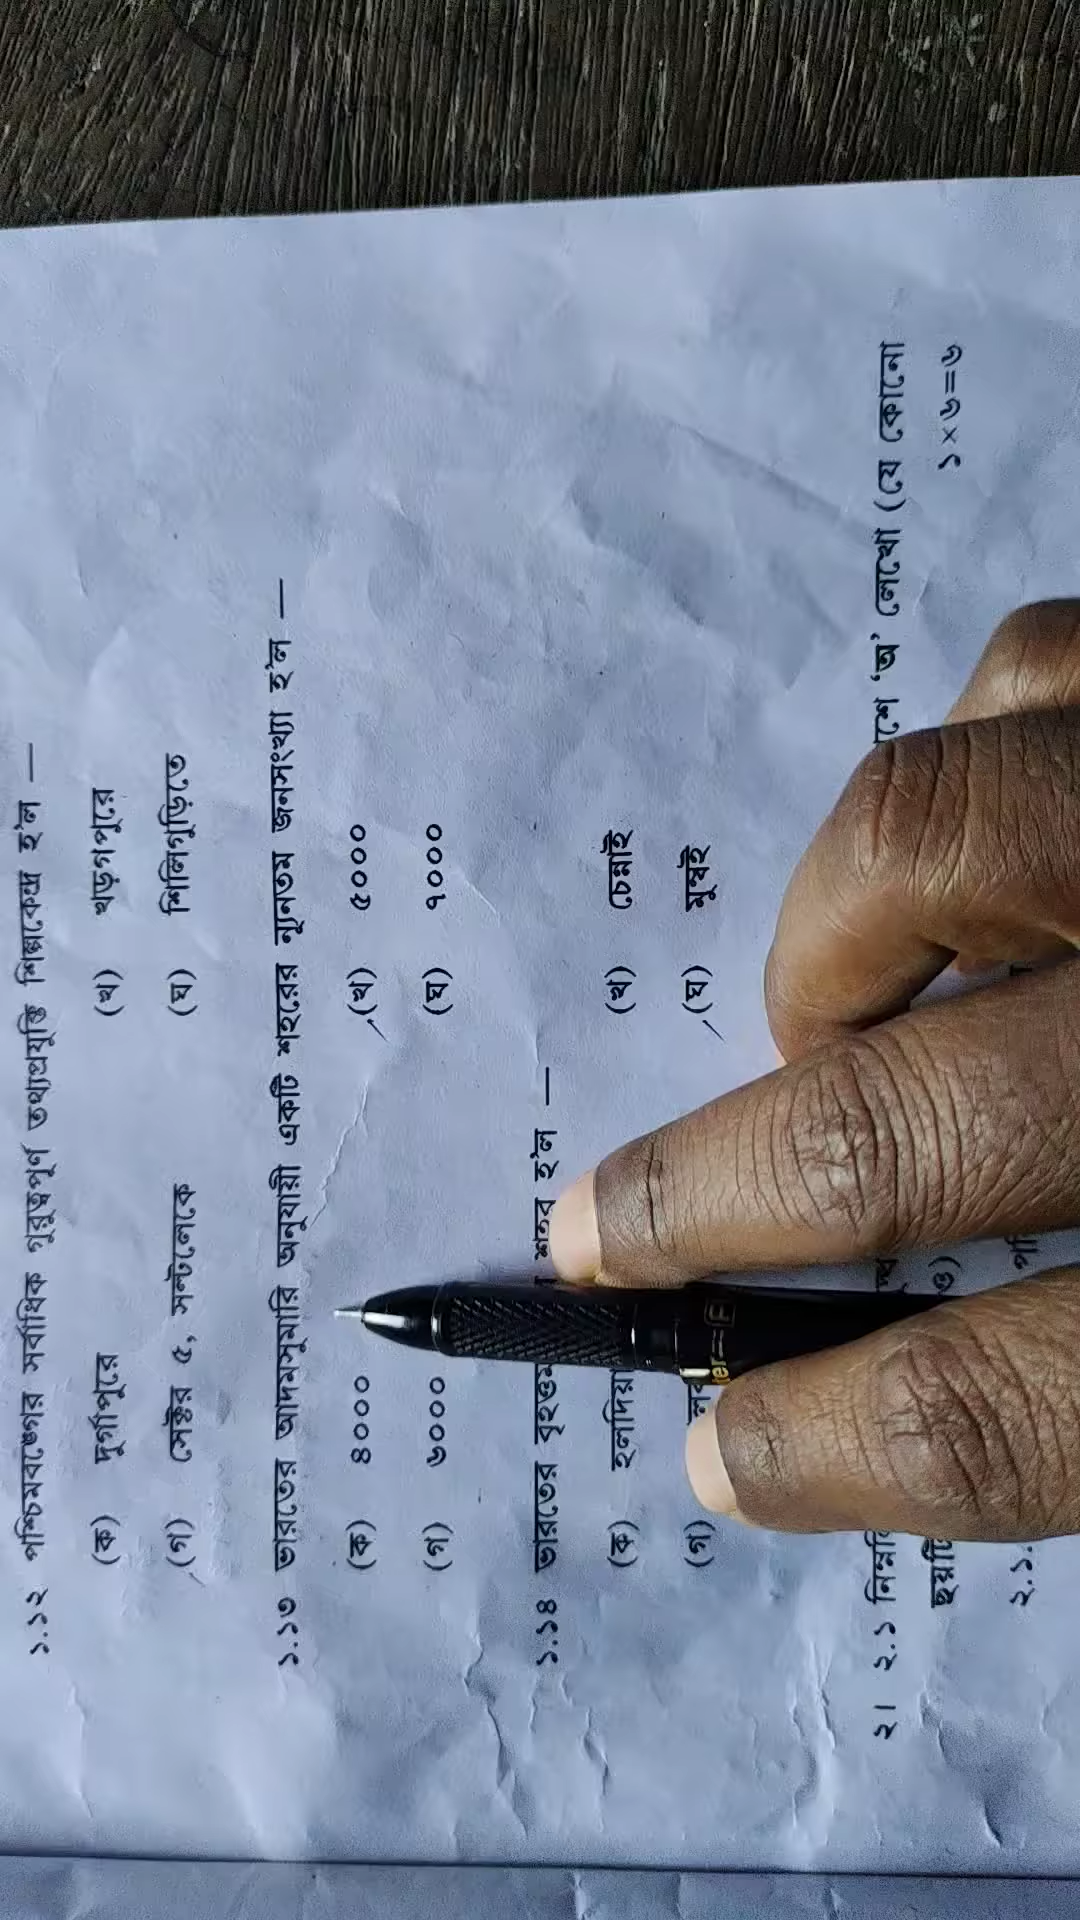 ১.১২ পশ্চিমবঙ্গের সর্বাধিক গুরুত্বপূর্ণ তথ্যপ্রযুক্তি শিল্পকেন্দ্র হ'ল —
(ক) দুর্গাপুরে (খ) খড়্গপুরে
(গ) সেক্টর ৫, সল্টলেকে (ঘ) শিলিগুড়িতে
১.১৩ ভারতের আদমসুমারি অনুযায়ী একটি শহরের ন্যূনতম জনসংখ্যা হ'ল —
(ক) ৪০০০ (খ) ৫০০০
(গ) ৬০০০ (ঘ) ৭০০০
১.১৪ ভারতের বৃহত্তম শহর হ'ল —
(ক) হলদিয়া (খ) চেন্নাই
(গ) (ঘ) মুম্বই
২। ২.১ 'অ' লেখো (যে কোনো
১ × ৬ = ৬
২.১.